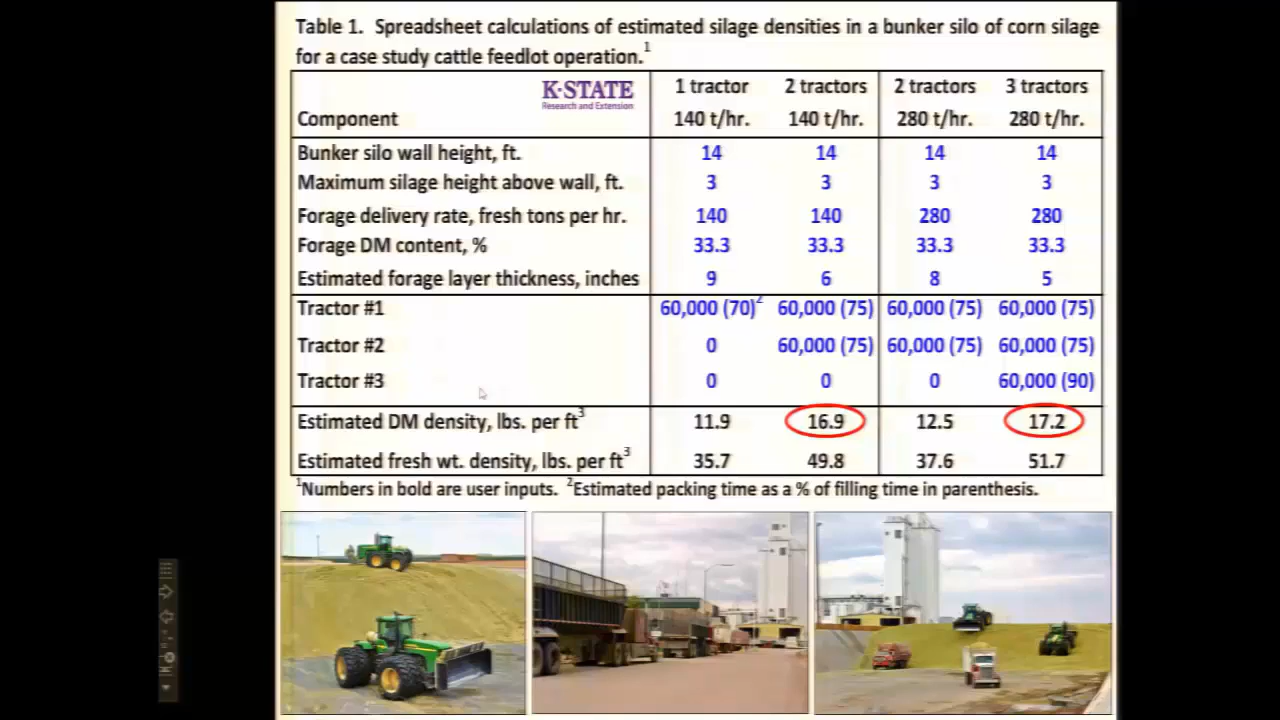 Table 1. Spreadsheet calculations of estimated silage densities in a bunker silo of corn silage
for a case study cattle feedlot operation.¹
K·STATE
Research and Extension
1 tractor 2 tractors 2 tractors 3 tractors
Component 140 t/hr. 140 t/hr. 280 t/hr. 280 t/hr.
Bunker silo wall height, ft. 14 14 14 14
Maximum silage height above wall, ft. 3 3 3 3
Forage delivery rate, fresh tons per hr. 140 140 280 280
Forage DM content, % 33.3 33.3 33.3 33.3
Estimated forage layer thickness, inches 9 6 8 5
Tractor #1 60,000 (70)² 60,000 (75) 60,000 (75) 60,000 (75)
Tractor #2 0 60,000 (75) 60,000 (75) 60,000 (75)
Tractor #3 0 0 0 60,000 (90)
Estimated DM density, lbs. per ft³ 11.9 16.9 12.5 17.2
Estimated fresh wt. density, lbs. per ft³ 35.7 49.8 37.6 51.7
¹Numbers in bold are user inputs. ²Estimated packing time as a % of filling time in parenthesis.